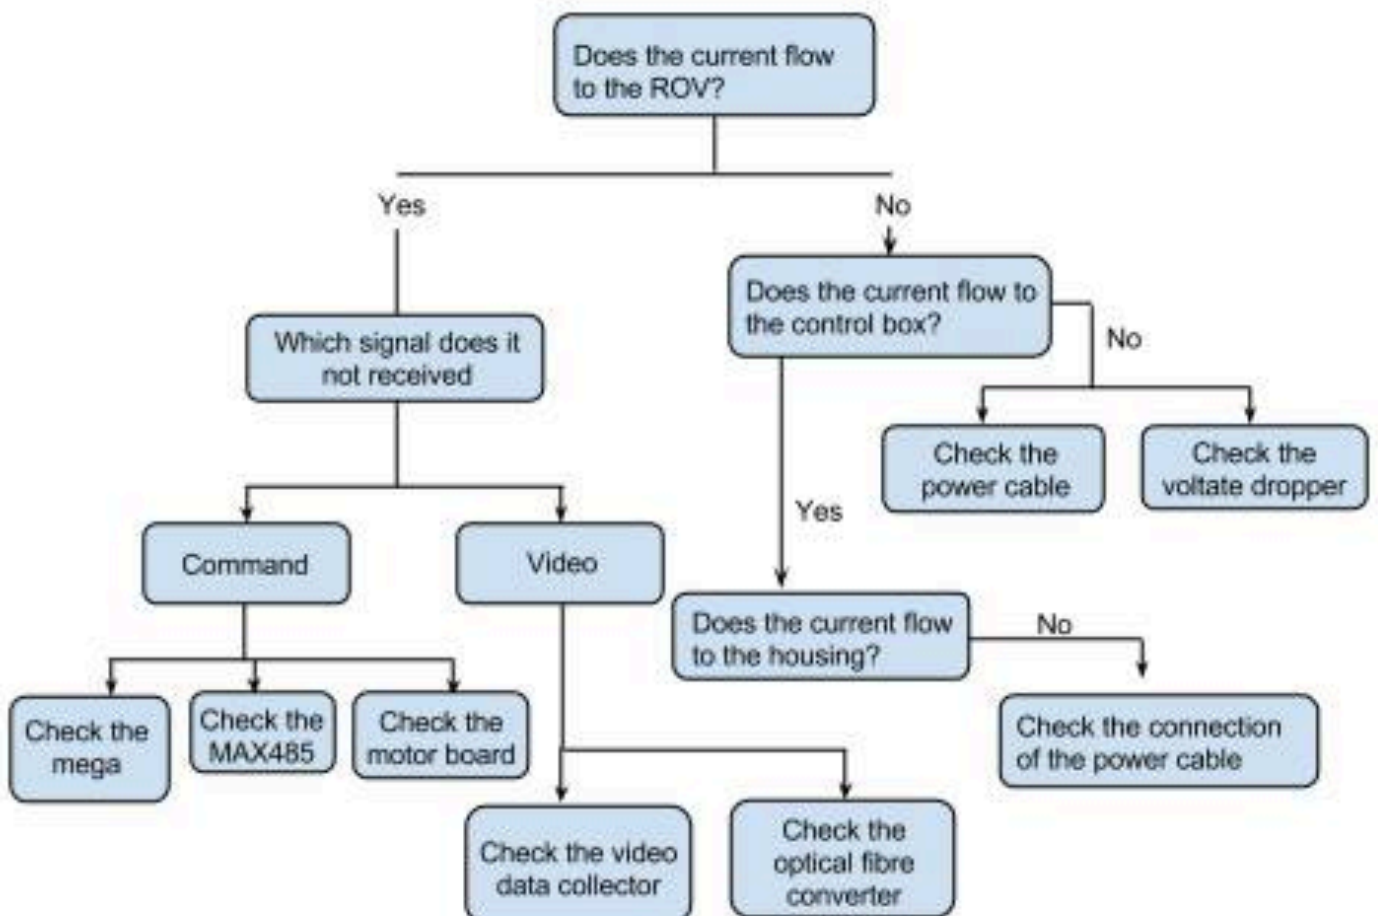 Does the current flow
to the ROV?
Yes
No
Does the current flow to
the control box?
No
Which signal does it
not received
Check the
power cable
Check the
voltate dropper
Yes
Command
Video
Does the current flow
to the housing?
No
Check the
mega
Check the
MAX485
Check the
motor board
Check the connection
of the power cable
Check the video
data collector
Check the
optical fibre
converter